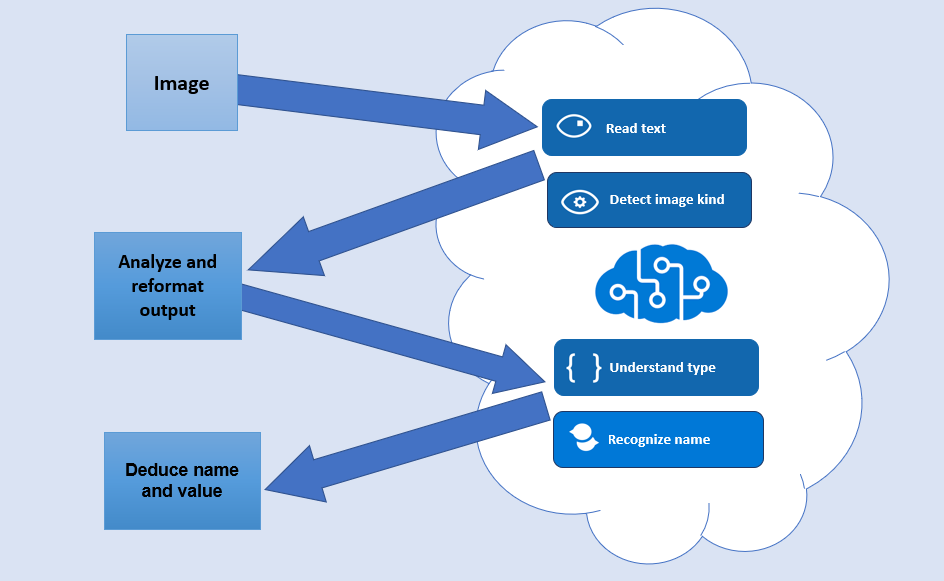 Image
Read text
Detect image kind
Analyze and
reformat
output
{ } Understand type
Recognize name
Deduce name
and value